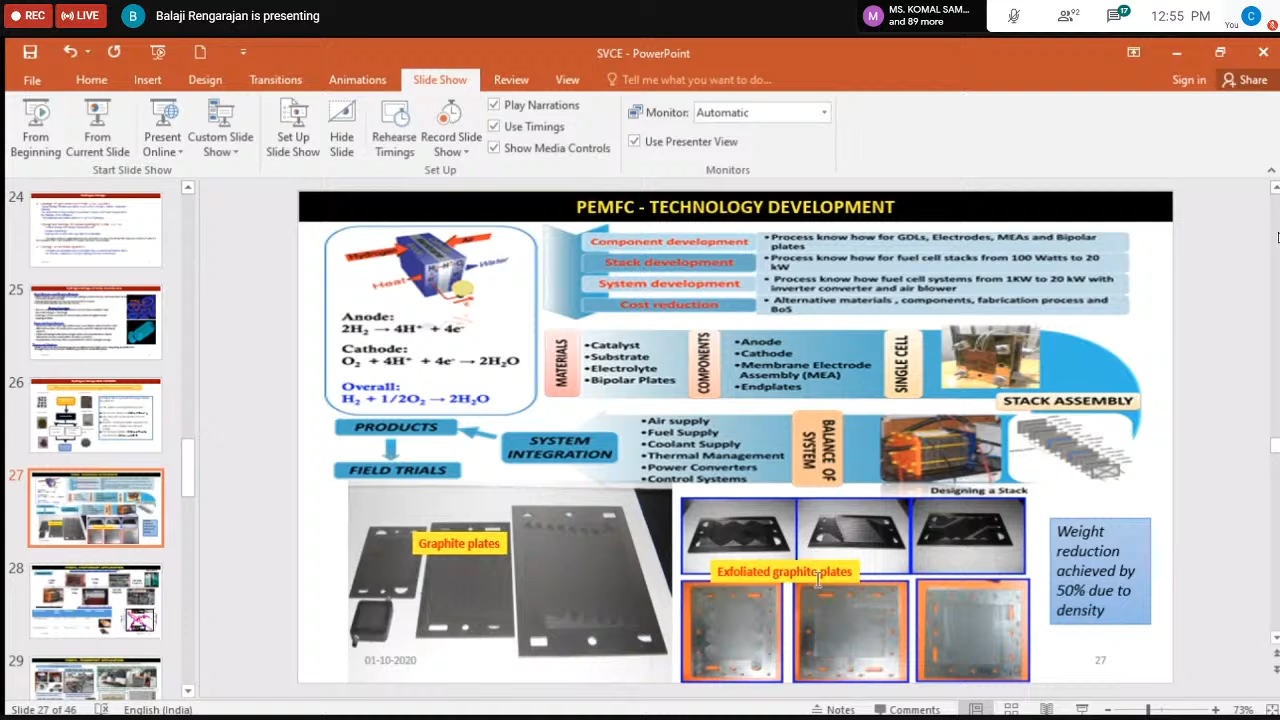 REC
LIVE
B
Balaji Rengarajan is presenting
M
MS. KOMAL SAM...
and 89 more
92
17
12:55 PM
You
C
SVCE - PowerPoint
File
Home
Insert
Design
Transitions
Animations
Slide Show
Review
View
Tell me what you want to do...
Sign in
Share
From
Beginning
From
Current Slide
Present
Online
Custom Slide
Show
Set Up
Slide Show
Hide
Slide
Rehearse
Timings
Record Slide
Show
Play Narrations
Use Timings
Show Media Controls
Monitor:
Automatic
Use Presenter View
Start Slide Show
Set Up
Monitors
24
25
26
27
28
29
PEMFC - TECHNOLOGY DEVELOPMENT
Component development
Stack development
System development
Cost reduction
• Process know how for GDLs, electrodes, MEAs and Bipolar
plates
• Process know how for fuel cell stacks from 100 Watts to 20
kW
• Process know how fuel cell systems from 1KW to 20 kW with
inverter converter and air blower
• Alternative materials , components, fabrication process and
BoS
Heat
Water
Anode:
2H₂ → 4H⁺ + 4e⁻
Cathode:
O₂ + 4H⁺ + 4e⁻ → 2H₂O
Overall:
H₂ + 1/2O₂ → 2H₂O
MATERIALS
•Catalyst
•Substrate
•Electrolyte
•Bipolar Plates
COMPONENTS
•Anode
•Cathode
•Membrane Electrode
Assembly (MEA)
•Endplates
SINGLE CELL
STACK ASSEMBLY
PRODUCTS
FIELD TRIALS
SYSTEM
INTEGRATION
•Air supply
•Fuel Supply
•Coolant Supply
•Thermal Management
•Power Converters
•Control Systems
BALANCE OF
SYSTEM
Designing a Stack
Graphite plates
Exfoliated graphite plates
Weight
reduction
achieved by
50% due to
density
01-10-2020
27
Slide 27 of 46
English (India)
Notes
Comments
73%